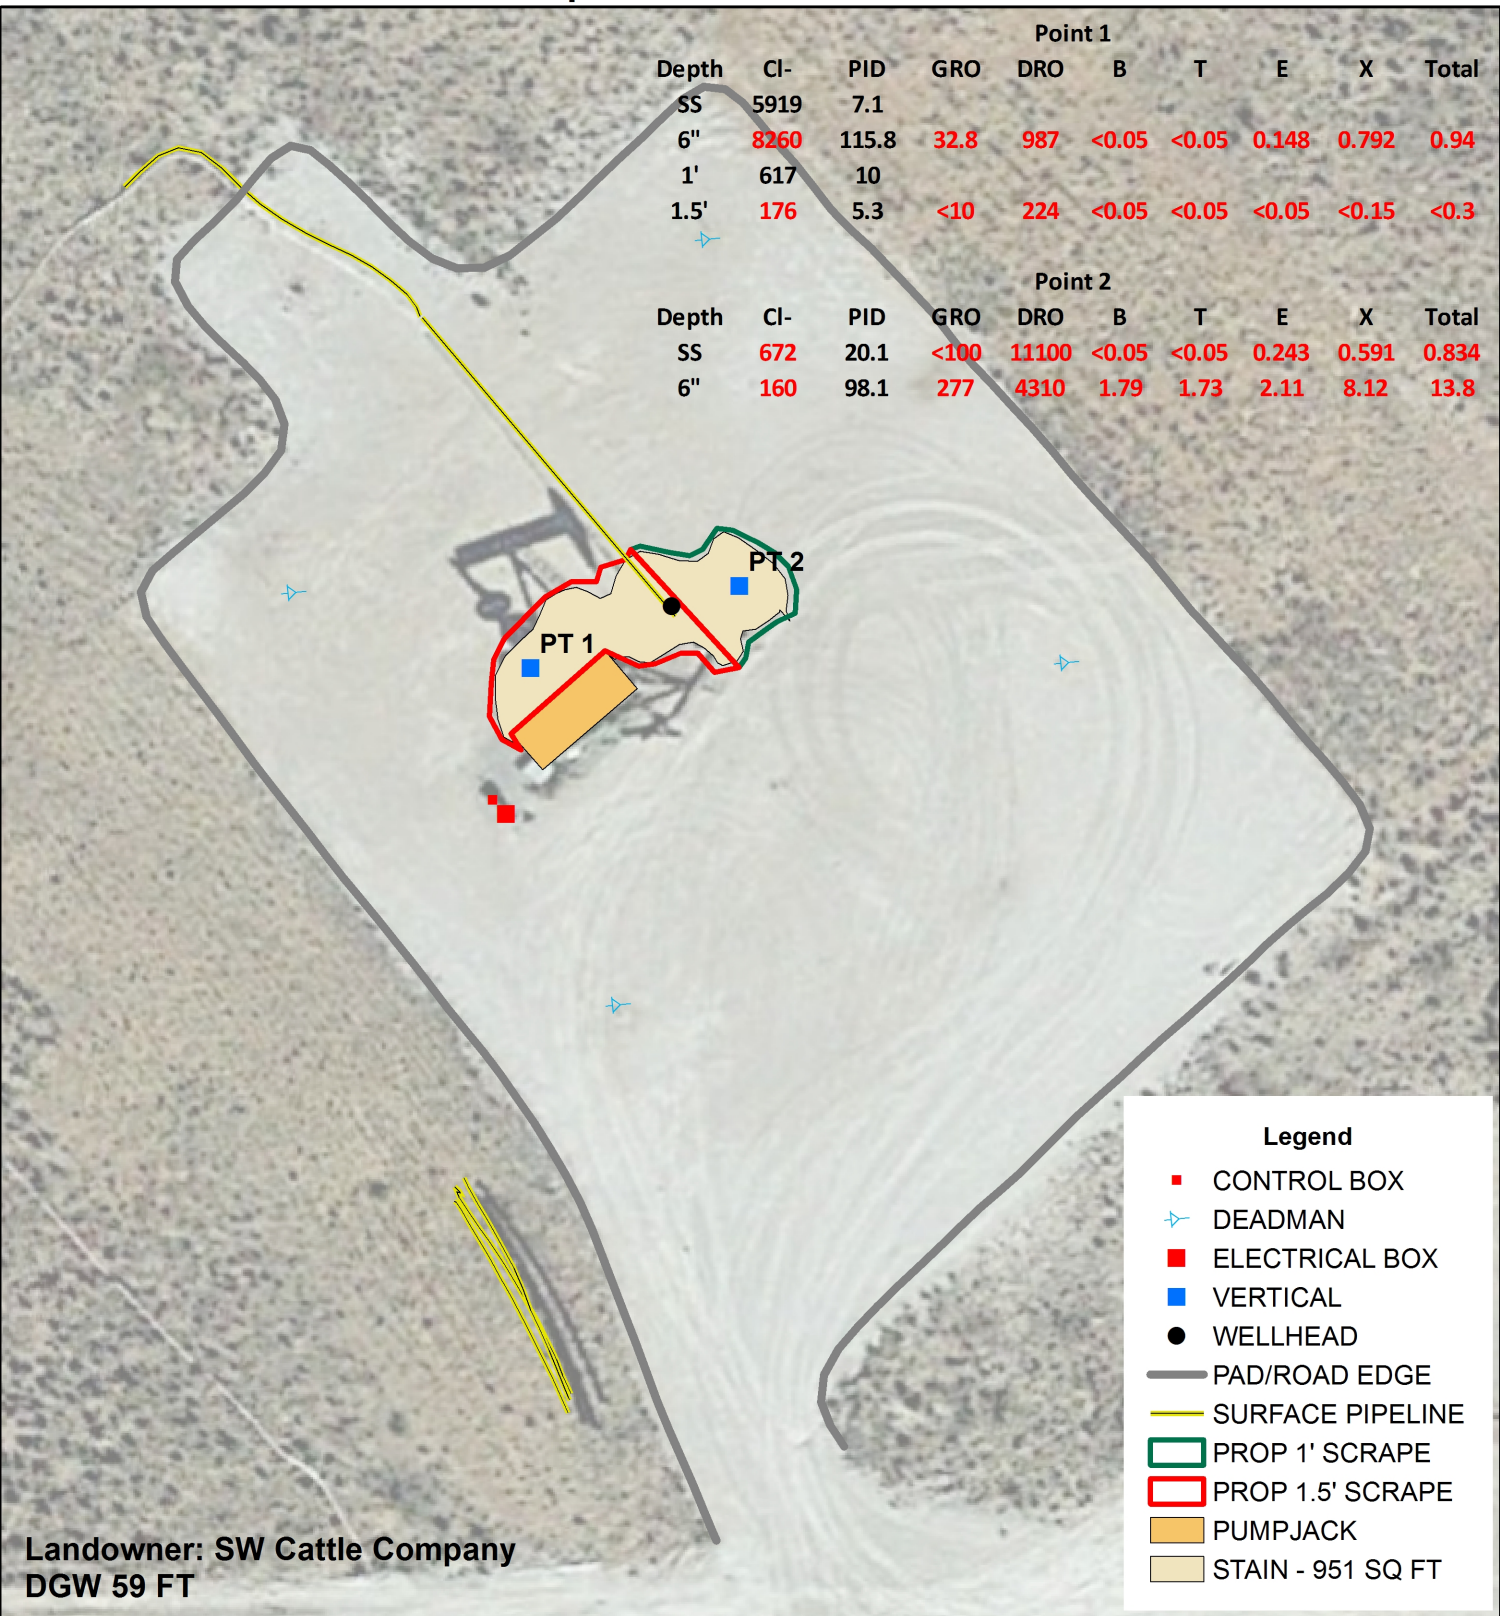 Point 1
Depth Cl- PID GRO DRO B T E X Total
SS 5919 7.1
6" 8260 115.8 32.8 987 <0.05 <0.05 0.148 0.792 0.94
1' 617 10
1.5' 176 5.3 <10 224 <0.05 <0.05 <0.05 <0.15 <0.3
Point 2
Depth Cl- PID GRO DRO B T E X Total
SS 672 20.1 <100 11100 <0.05 <0.05 0.243 0.591 0.834
6" 160 98.1 277 4310 1.79 1.73 2.11 8.12 13.8
PT 2
PT 1
Legend
CONTROL BOX
DEADMAN
ELECTRICAL BOX
VERTICAL
WELLHEAD
PAD/ROAD EDGE
SURFACE PIPELINE
PROP 1' SCRAPE
PROP 1.5' SCRAPE
PUMPJACK
STAIN - 951 SQ FT
Landowner: SW Cattle Company
DGW 59 FT